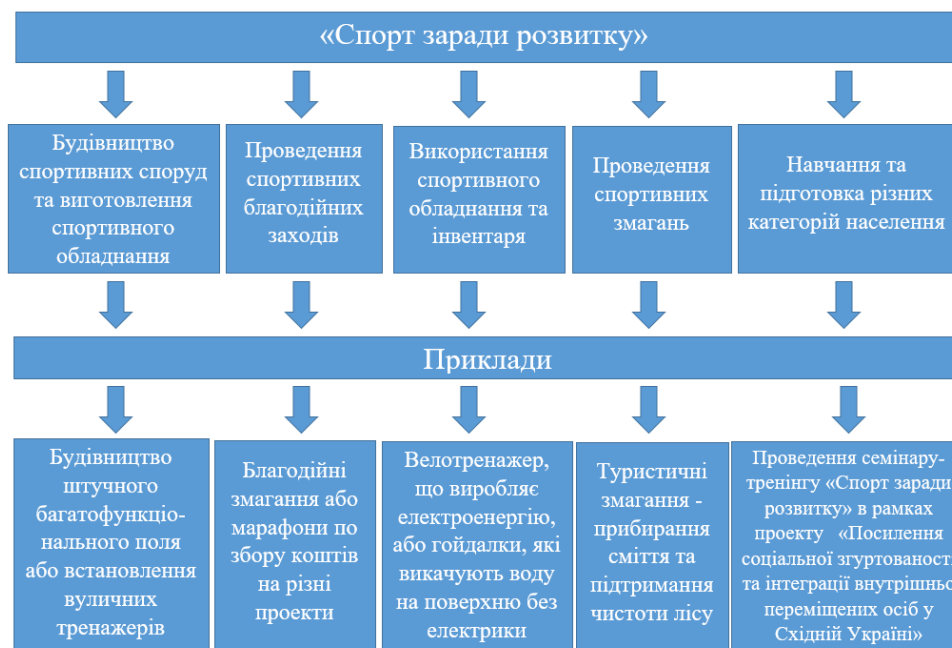 «Спорт заради розвитку»
Будівництво
спортивних споруд
та виготовлення
спортивного
обладнання
Проведення
спортивних
благодійних
заходів
Використання
спортивного
обладнання та
інвентаря
Проведення
спортивних
змагань
Навчання та
підготовка різних
категорій населення
Приклади
Будівництво
штучного
багатофункціо-
нального поля
або встановлення
вуличних
тренажерів
Благодійні
змагання або
марафони по
збору коштів
на різні
проекти
Велотренажер,
що виробляє
електроенергію,
або гойдалки, які
викачують воду
на поверхню без
електрики
Туристичні
змагання -
прибирання
сміття та
підтримання
чистоти лісу
Проведення семінару-
тренінгу «Спорт заради
розвитку» в рамках
проекту «Посилення
соціальної згуртованост
та інтеграції внутрішньо
переміщених осіб у
Східній Україні»